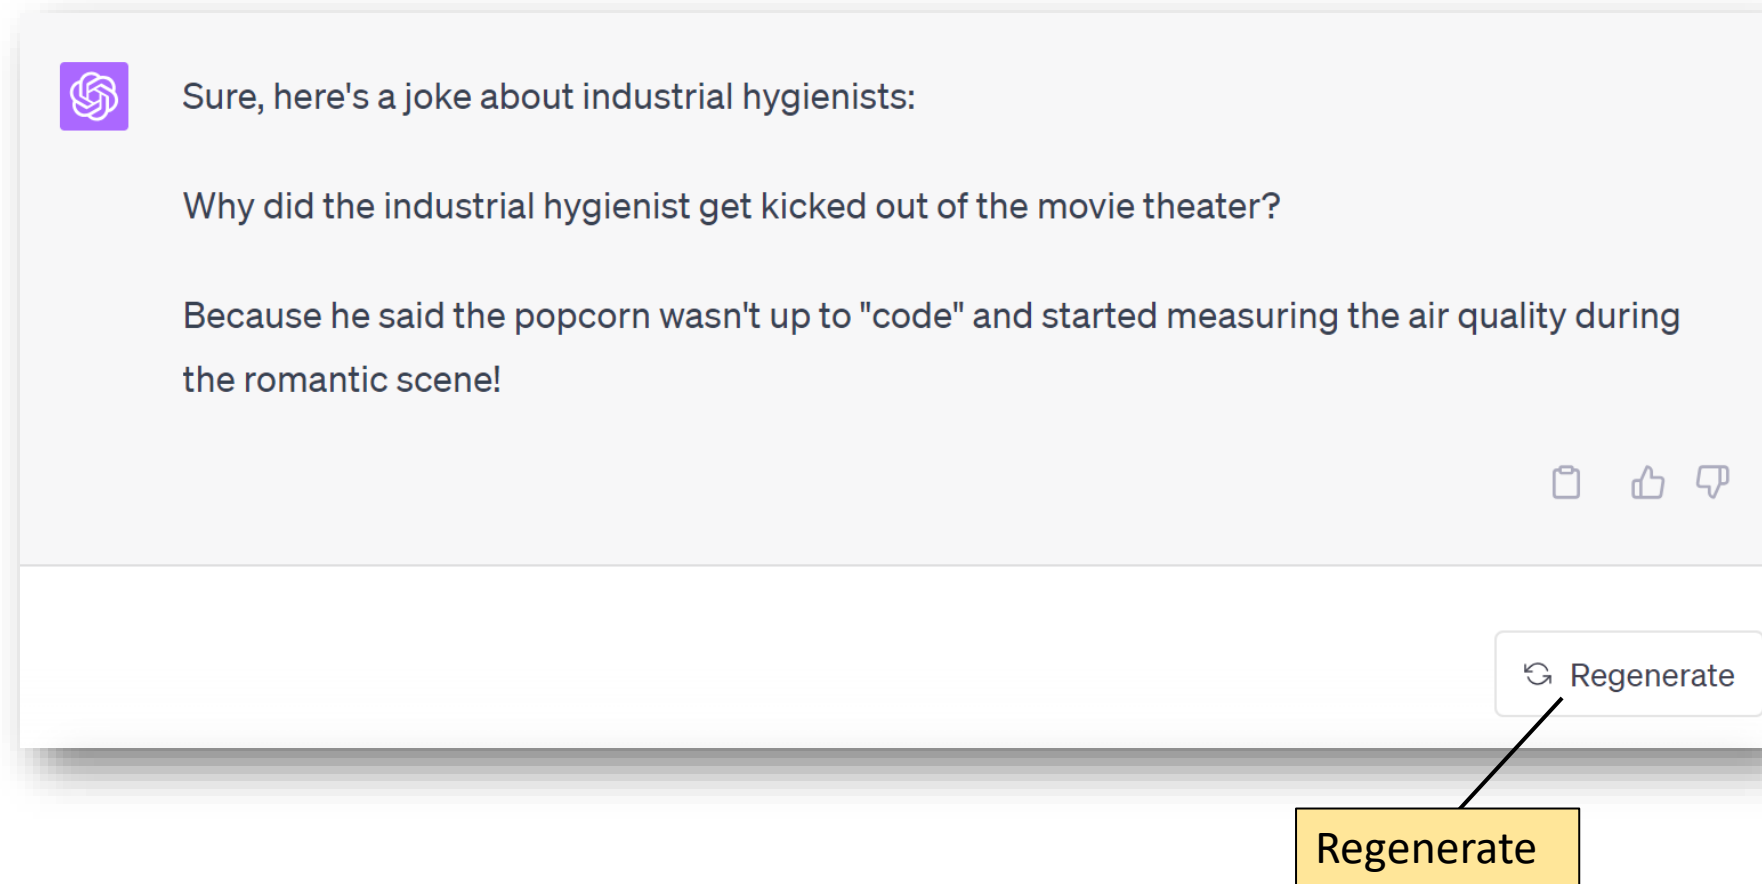 Sure, here's a joke about industrial hygienists:
Why did the industrial hygienist get kicked out of the movie theater?
Because he said the popcorn wasn't up to "code" and started measuring the air quality during
the romantic scene!
Regenerate
Regenerate